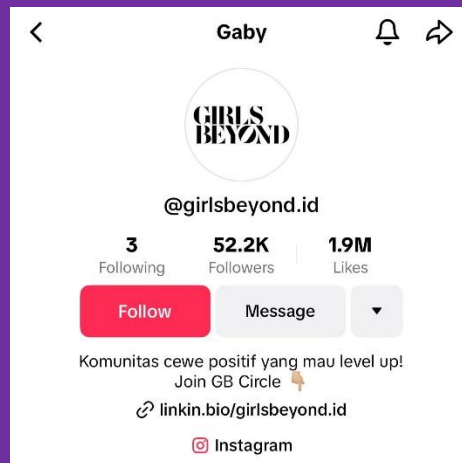 Gaby
GIRLS
BEYOND
@girlsbeyond.id
3 52.2K 1.9M
Following Followers Likes
Follow Message
Komunitas cewe positif yang mau level up!
Join GB Circle 👇🏼
linkin.bio/girlsbeyond.id
Instagram